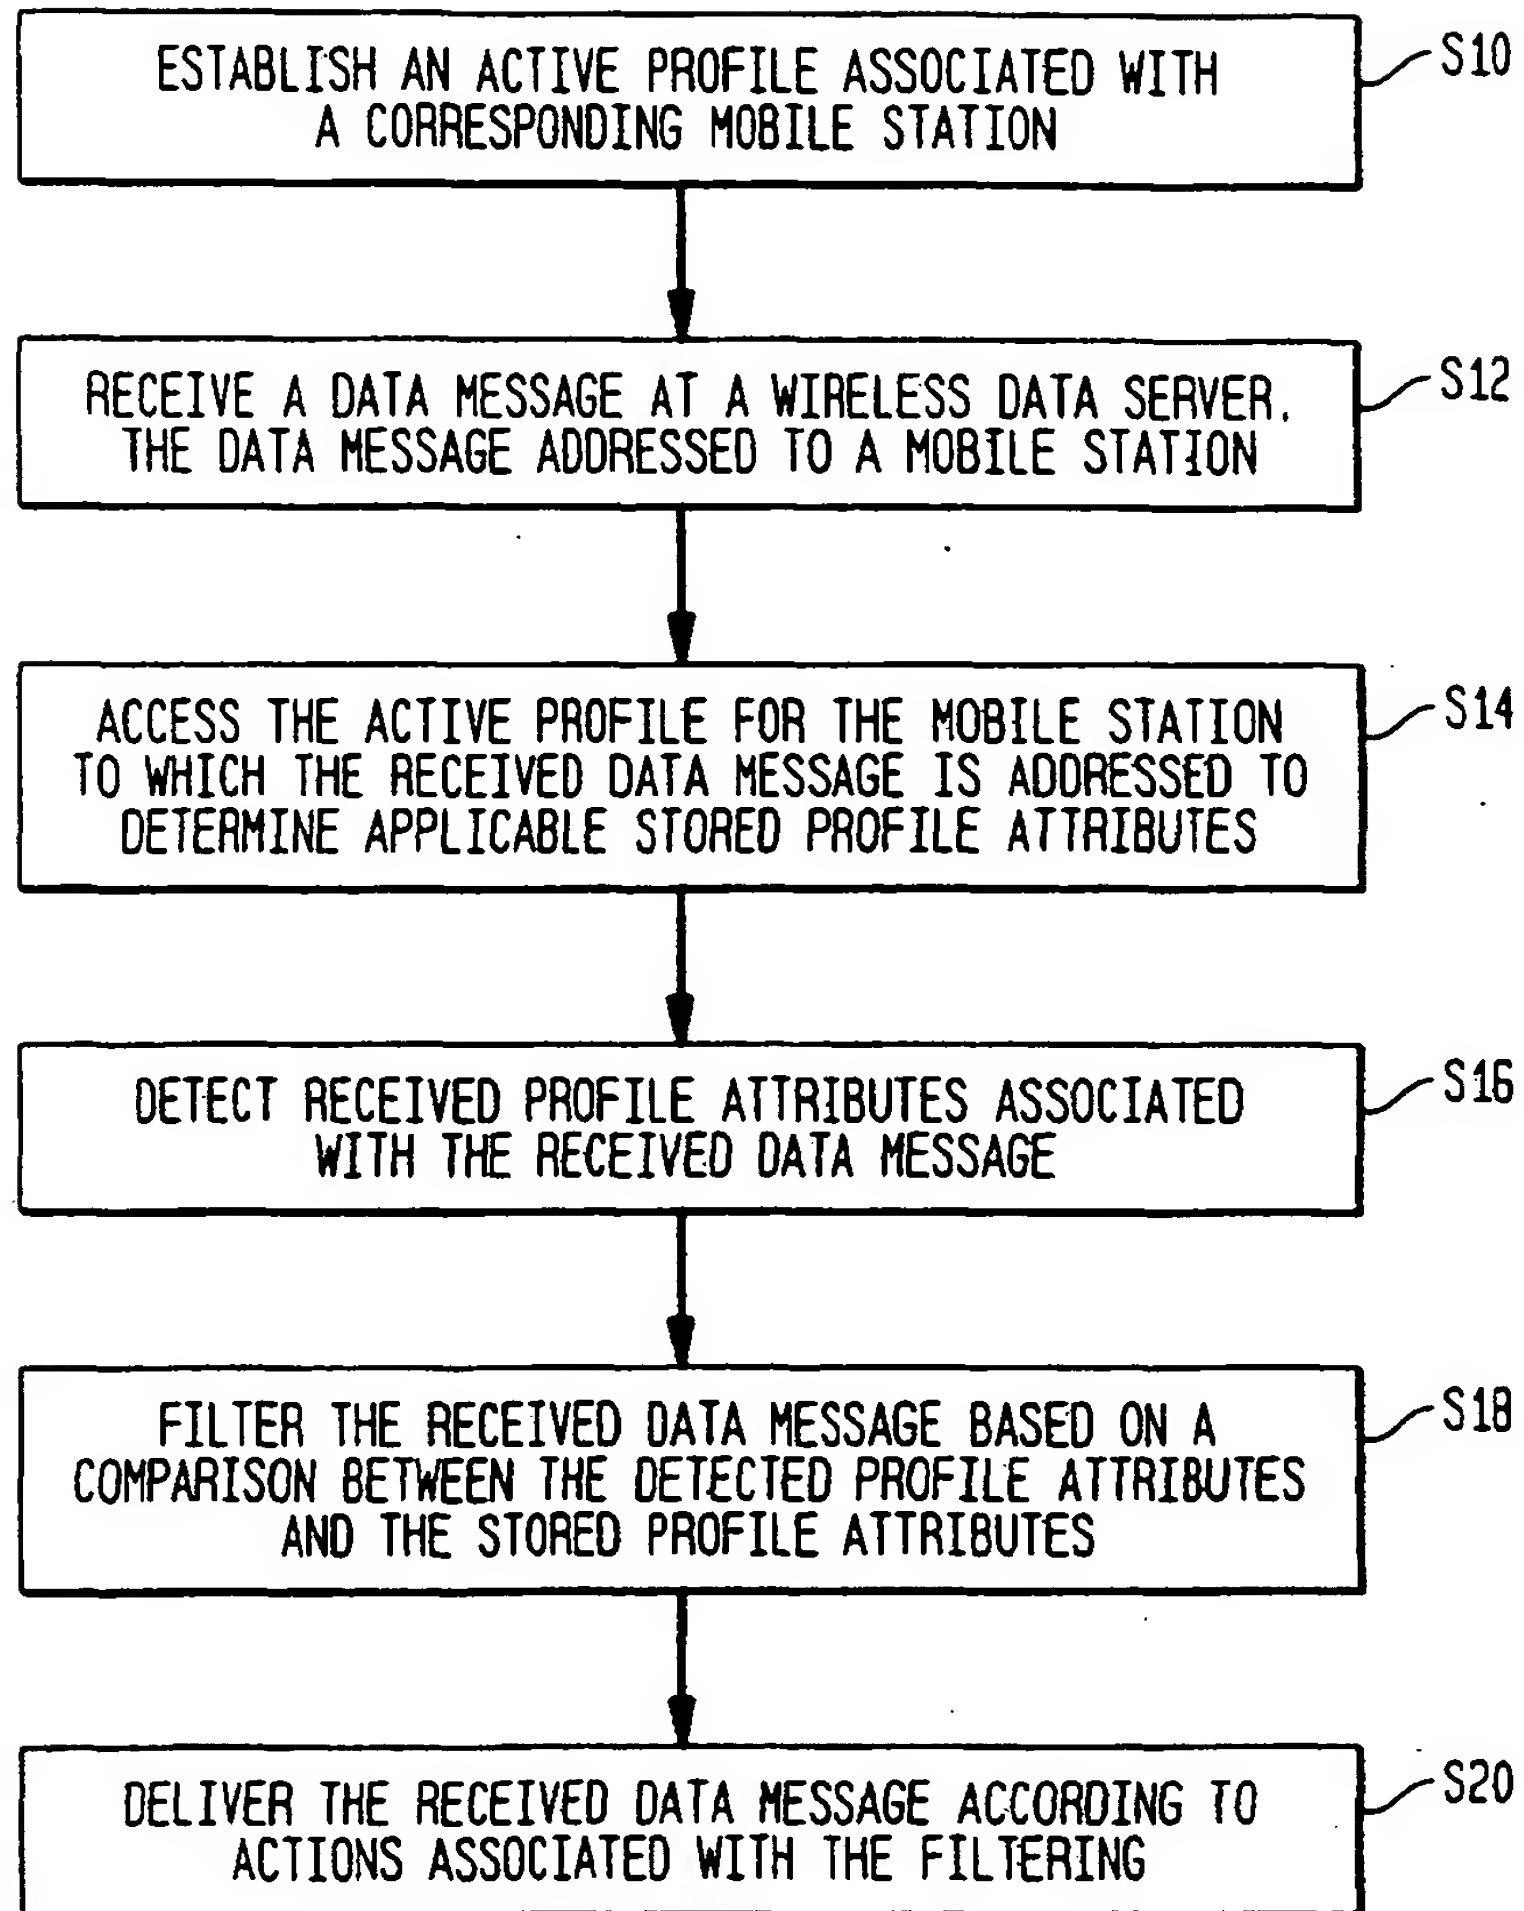 ESTABLISH AN ACTIVE PROFILE ASSOCIATED WITH
A CORRESPONDING MOBILE STATION
S10
RECEIVE A DATA MESSAGE AT A WIRELESS DATA SERVER,
THE DATA MESSAGE ADDRESSED TO A MOBILE STATION
S12
ACCESS THE ACTIVE PROFILE FOR THE MOBILE STATION
TO WHICH THE RECEIVED DATA MESSAGE IS ADDRESSED TO
DETERMINE APPLICABLE STORED PROFILE ATTRIBUTES
S14
DETECT RECEIVED PROFILE ATTRIBUTES ASSOCIATED
WITH THE RECEIVED DATA MESSAGE
S16
FILTER THE RECEIVED DATA MESSAGE BASED ON A
COMPARISON BETWEEN THE DETECTED PROFILE ATTRIBUTES
AND THE STORED PROFILE ATTRIBUTES
S18
DELIVER THE RECEIVED DATA MESSAGE ACCORDING TO
ACTIONS ASSOCIATED WITH THE FILTERING
S20